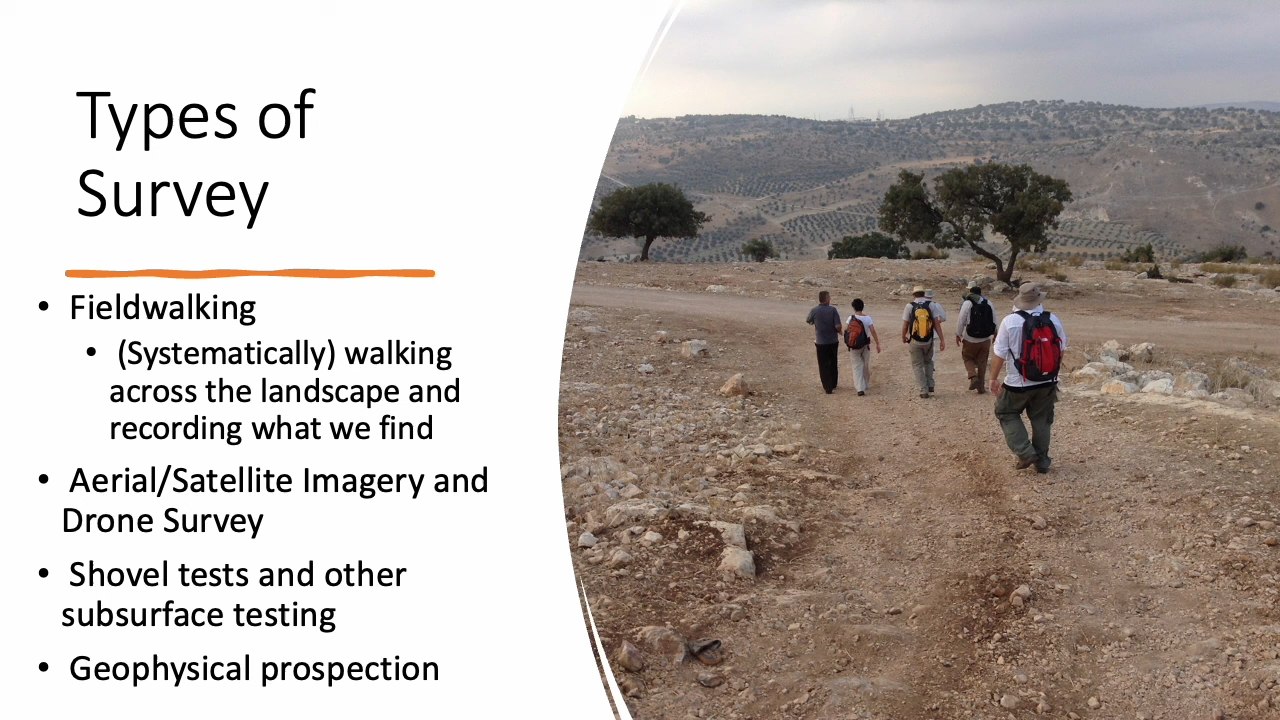 Types of
Survey
• Fieldwalking
• (Systematically) walking
across the landscape and
recording what we find
• Aerial/Satellite Imagery and
Drone Survey
• Shovel tests and other
subsurface testing
• Geophysical prospection